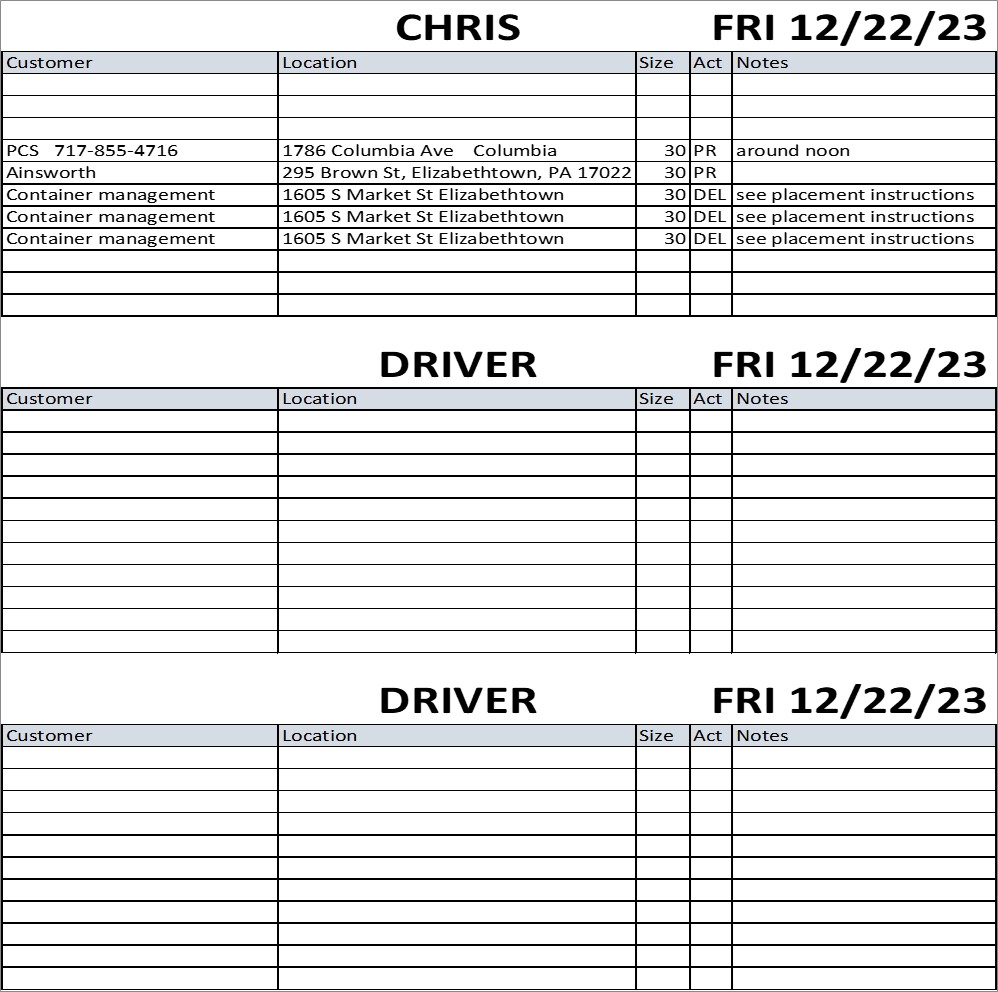 CHRIS FRI 12/22/23
Customer Location Size Act Notes
PCS 717-855-4716 1786 Columbia Ave Columbia 30 PR around noon
Ainsworth 295 Brown St, Elizabethtown, PA 17022 30 PR
Container management 1605 S Market St Elizabethtown 30 DEL see placement instructions
Container management 1605 S Market St Elizabethtown 30 DEL see placement instructions
Container management 1605 S Market St Elizabethtown 30 DEL see placement instructions
DRIVER FRI 12/22/23
Customer Location Size Act Notes
DRIVER FRI 12/22/23
Customer Location Size Act Notes